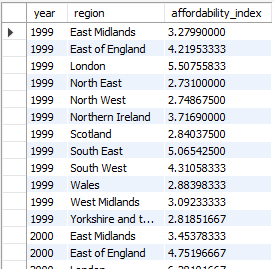 year region affordability_index
1999 East Midlands 3.27990000
1999 East of England 4.21953333
1999 London 5.50755833
1999 North East 2.73100000
1999 North West 2.74867500
1999 Northern Ireland 3.71690000
1999 Scotland 2.84037500
1999 South East 5.06542500
1999 South West 4.31058333
1999 Wales 2.88398333
1999 West Midlands 3.09233333
1999 Yorkshire and t... 2.81851667
2000 East Midlands 3.45378333
2000 East of England 4.75196667
2000 London